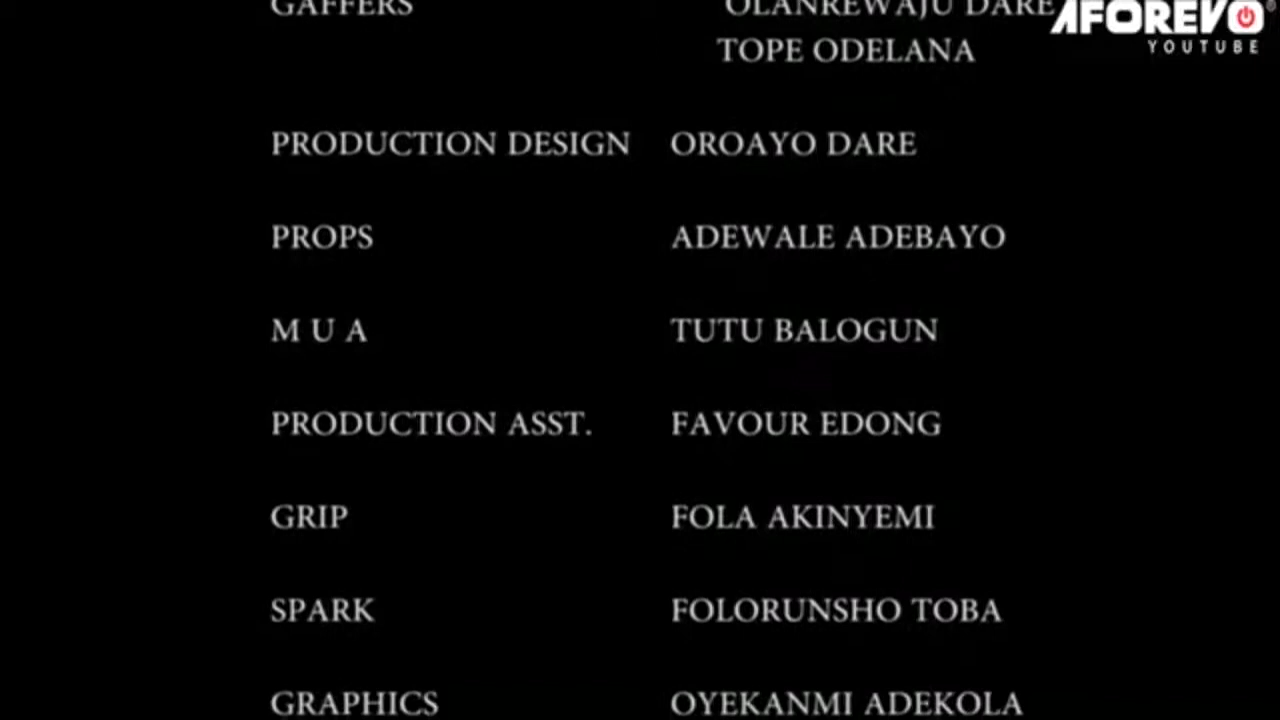 GAFFERS OLANREWAJU DARE
TOPE ODELANA
AFOREVO
YOUTUBE
PRODUCTION DESIGN OROAYO DARE
PROPS ADEWALE ADEBAYO
M U A TUTU BALOGUN
PRODUCTION ASST. FAVOUR EDONG
GRIP FOLA AKINYEMI
SPARK FOLORUNSHO TOBA
GRAPHICS OYEKANMI ADEKOLA